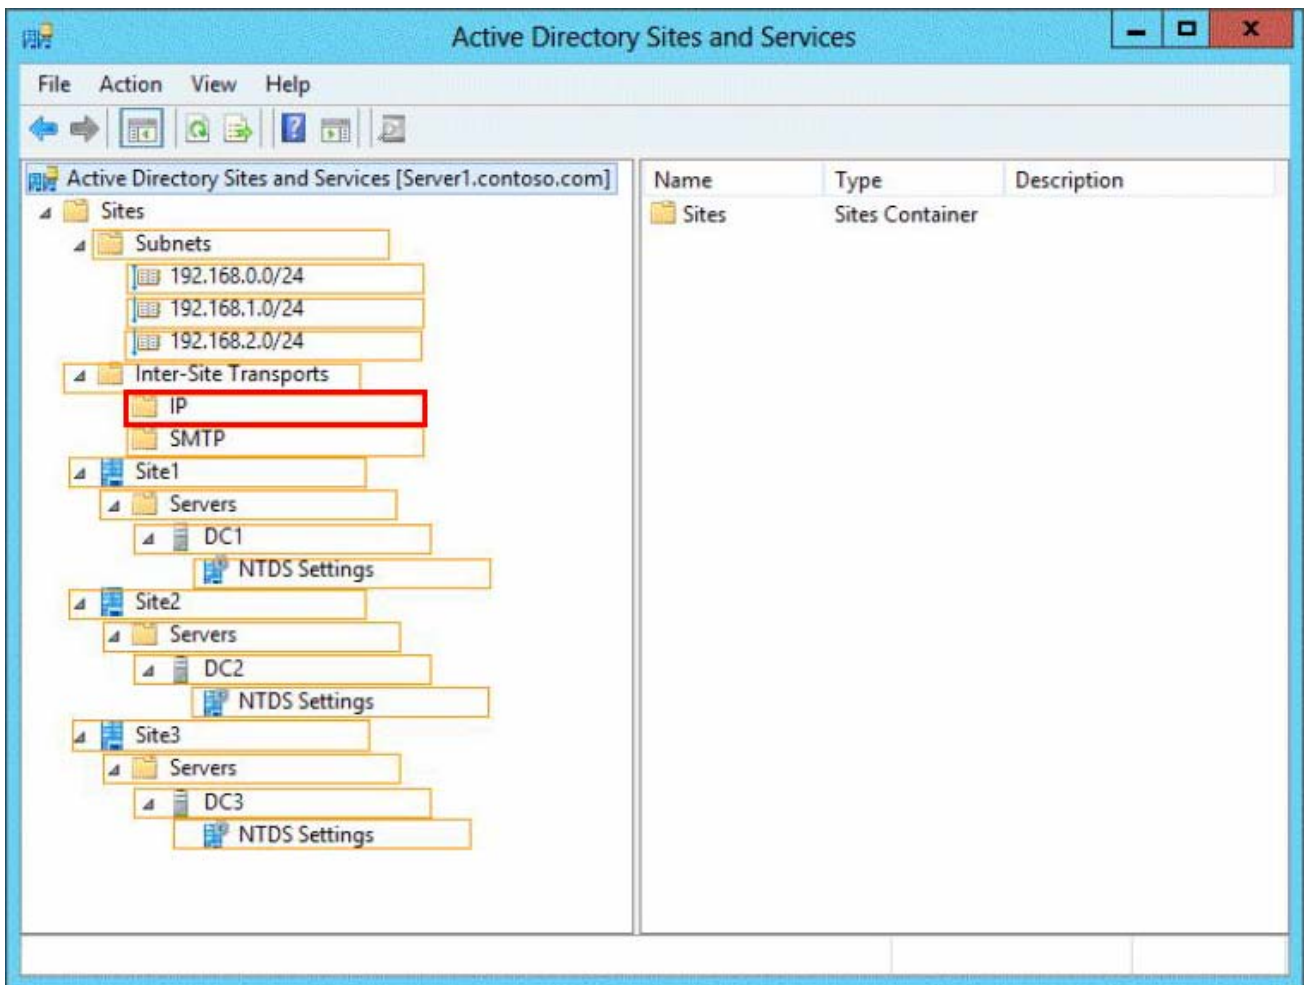 Active Directory Sites and Services
File Action View Help
Active Directory Sites and Services [Server1.contoso.com]
Name Type Description
Sites
Sites Sites Container
Subnets
192.168.0.0/24
192.168.1.0/24
192.168.2.0/24
Inter-Site Transports
IP
SMTP
Site1
Servers
DC1
NTDS Settings
Site2
Servers
DC2
NTDS Settings
Site3
Servers
DC3
NTDS Settings